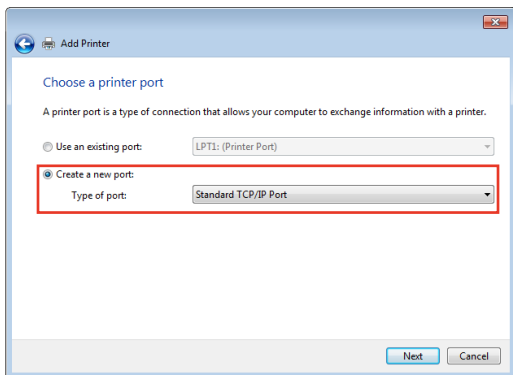 Add Printer
Choose a printer port
A printer port is a type of connection that allows your computer to exchange information with a printer.
Use an existing port: LPT1: (Printer Port)
Create a new port:
Type of port: Standard TCP/IP Port
Next Cancel